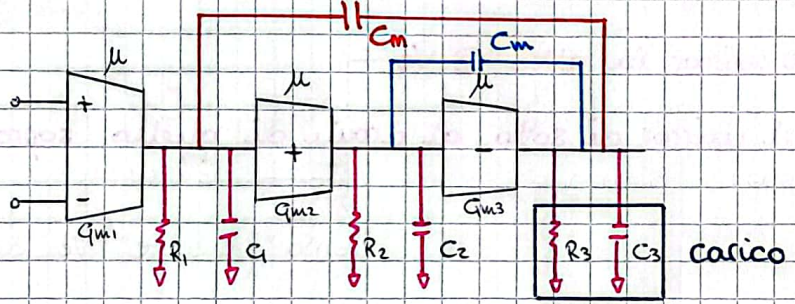 Cm
Cm
μ
μ
μ
+
-
+
-
Gm1
Gm2
Gm3
R1
C1
R2
C2
R3
C3
carico